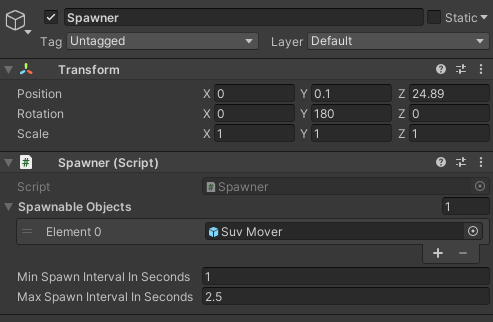 Spawner Static
Tag Untagged Layer Default
Transform
Position X 0 Y 0.1 Z 24.89
Rotation X 0 Y 180 Z 0
Scale X 1 Y 1 Z 1
# Spawner (Script)
Script # Spawner
Spawnable Objects 1
Element 0 Suv Mover
+ −
Min Spawn Interval In Seconds 1
Max Spawn Interval In Seconds 2.5